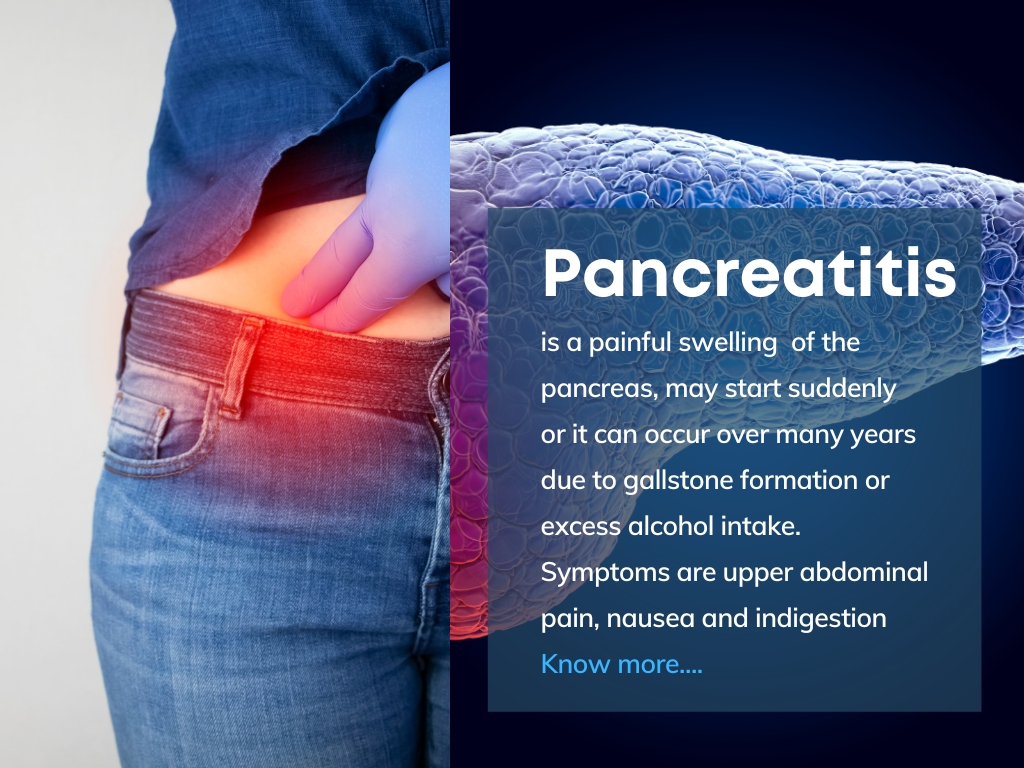 Pancreatitis
is a painful swelling  of the
pancreas, may start suddenly
or it can occur over many years
due to gallstone formation or
excess alcohol intake.
Symptoms are upper abdominal
pain, nausea and indigestion
Know more....